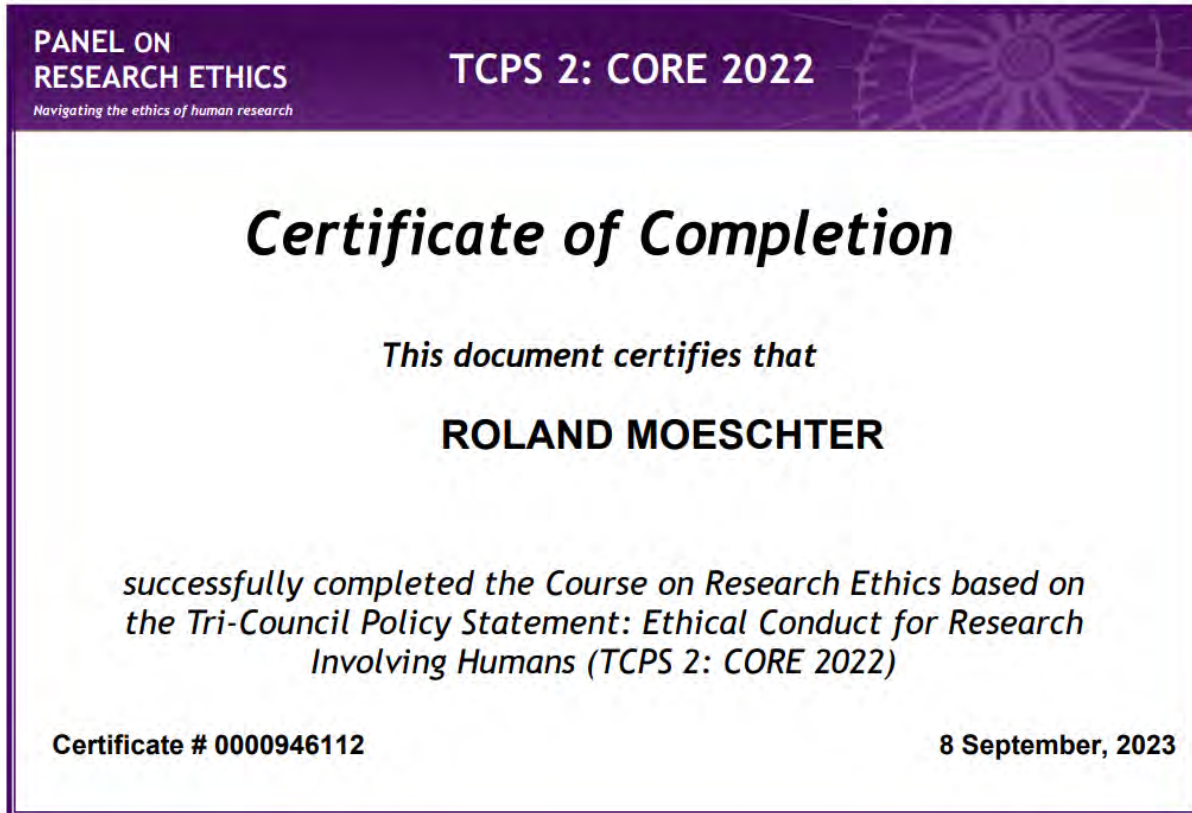 PANEL ON
RESEARCH ETHICS
Navigating the ethics of human research
TCPS 2: CORE 2022
Certificate of Completion
This document certifies that
ROLAND MOESCHTER
successfully completed the Course on Research Ethics based on
the Tri-Council Policy Statement: Ethical Conduct for Research
Involving Humans (TCPS 2: CORE 2022)
Certificate # 0000946112
8 September, 2023